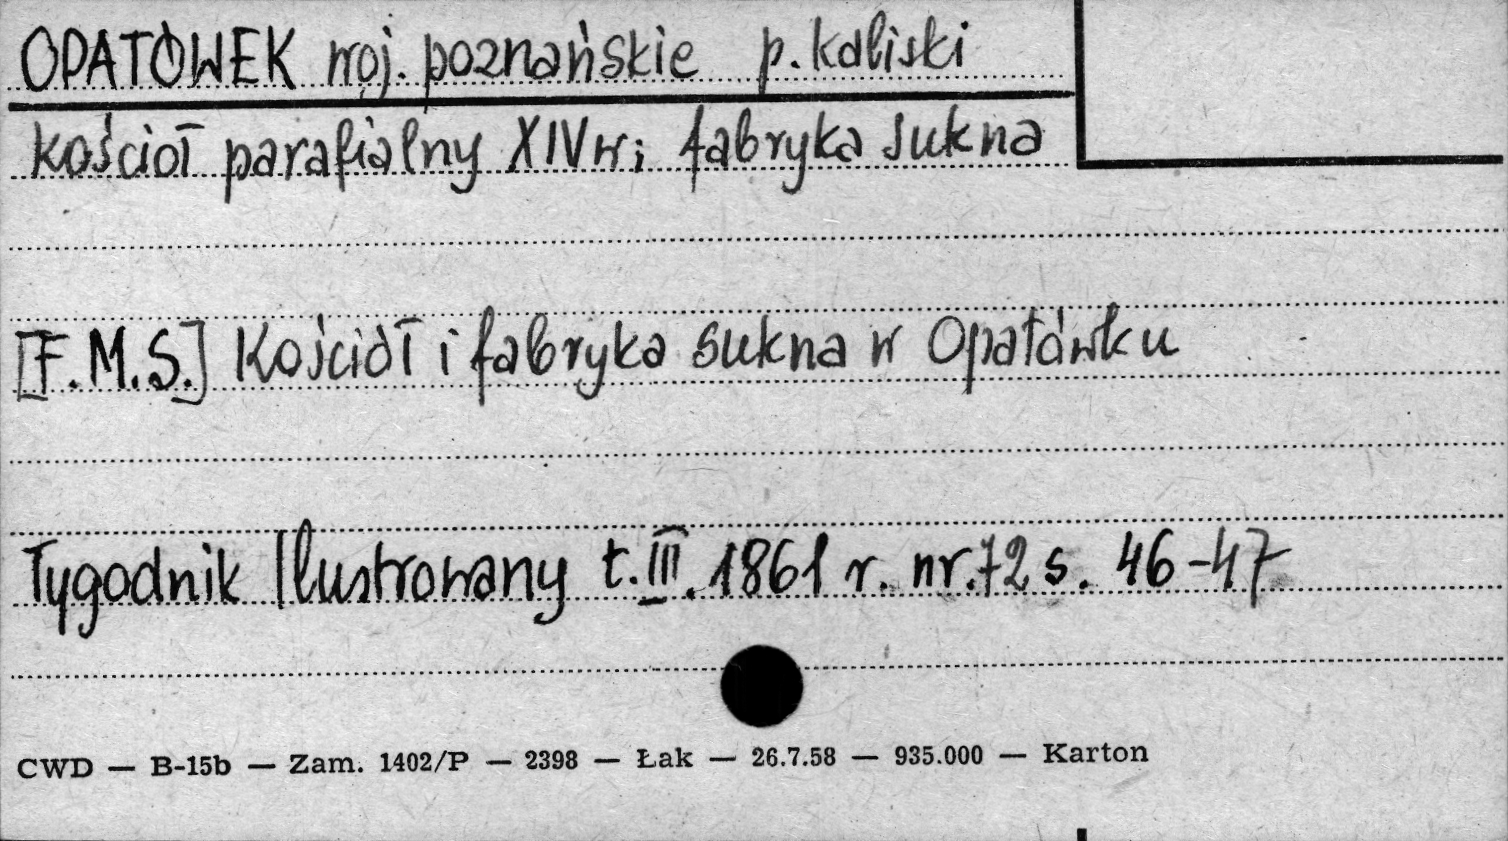 OPATÓWEK woj. poznańskie p. kaliski
kościoł parafialny XIV w; fabryka sukna
[F.M.S.] Kościół i fabryka sukna w Opatówku
Tygodnik Ilustrowany t. III. 1861 r. nr. 72 s. 46-47
CWD — B-15b — Zam. 1402/P — 2398 — Łak — 26.7.58 — 935.000 — Karton